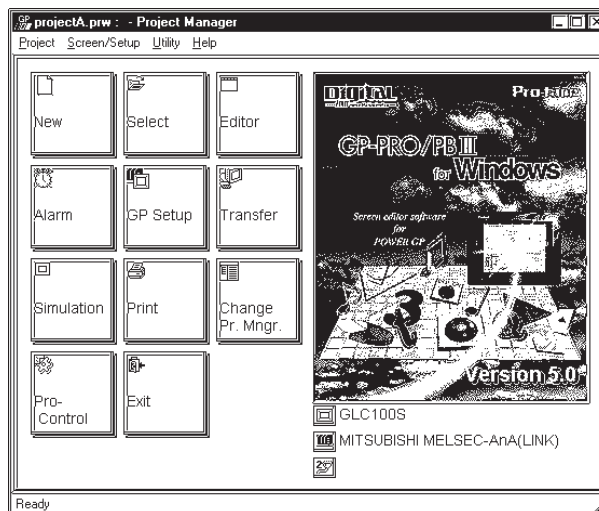 projectA.prw : - Project Manager
Project Screen/Setup Utility Help
New
Select
Editor
Alarm
GP Setup
Transfer
Simulation
Print
Change
Pr. Mngr.
Pro-
Control
Exit
Digital
Pro-face
GP-PRO/PBIII
for Windows
Screen editor software
for
POWER GP
Version 5.0
GLC100S
MITSUBISHI MELSEC-AnA(LINK)
Ready